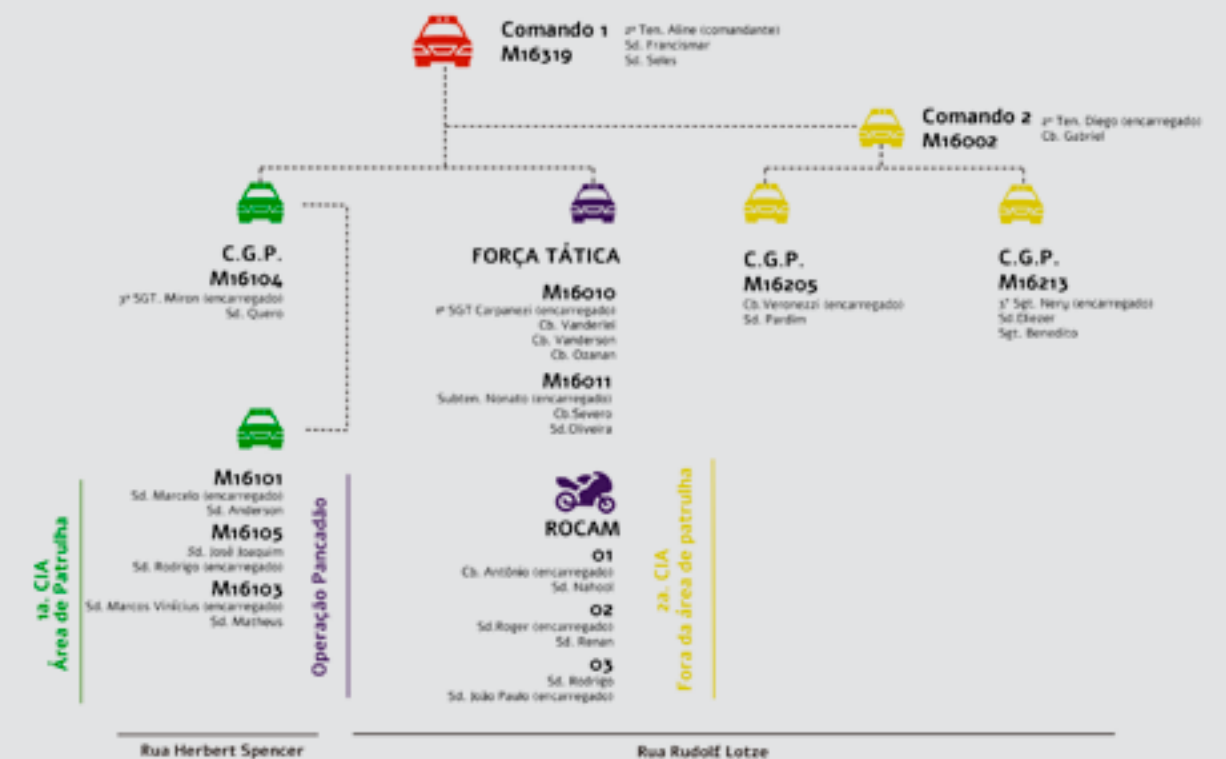 Comando 1
M16319
2ª Ten. Aline (comandante)
Sd. Francismar
Sd. Seles
Comando 2
M16002
2º Ten. Diego (encarregado)
Cb. Gabriel
C.G.P.
M16104
3º SGT. Miron (encarregado)
Sd. Quero
FORÇA TÁTICA
M16010
1º SGT Carpanezi (encarregado)
Cb. Vanderlei
Cb. Vanderson
Cb. Ozanan
M16011
Subten. Nonato (encarregado)
Cb.Severo
Sd.Oliveira
C.G.P.
M16205
Cb.Veronezzi (encarregado)
Sd. Pardim
C.G.P.
M16213
1° Sgt. Nery (encarregado)
Sd.Eliezer
Sgt. Benedito
M16101
Sd. Marcelo (encarregado)
Sd. Anderson
M16105
Sd. José Joaquim
Sd. Rodrigo (encarregado)
M16103
Sd. Marcos Vinícius (encarregado)
Sd. Matheus
1a. CIA
Área de Patrulha
Operação Pancadão
ROCAM
01
Cb. Antônio (encarregado)
Sd. Nahool
02
Sd.Roger (encarregado)
Sd. Renan
03
Sd. Rodrigo
Sd. João Paulo (encarregado)
2a. CIA
Fora da área de patrulha
Rua Herbert Spencer
Rua Rudolf Lotze